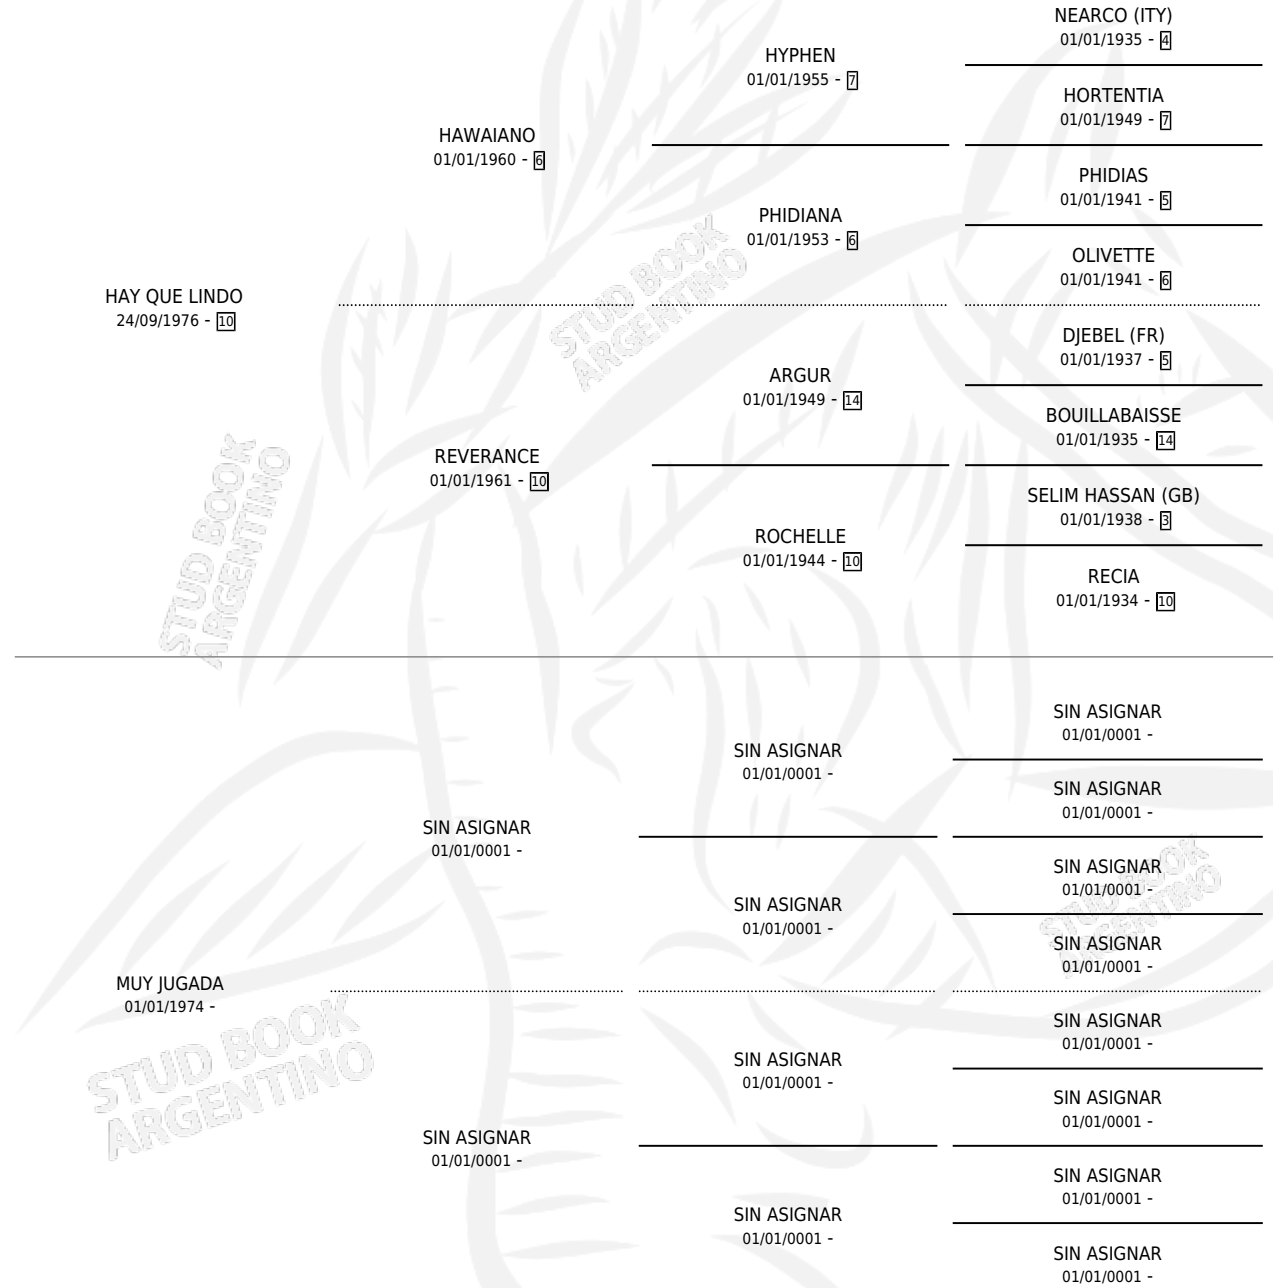 NEARCO (ITY)
01/01/1935 - 4
HYPHEN
01/01/1955 - 7
HORTENTIA
01/01/1949 - 7
HAWAIANO
01/01/1960 - 6
PHIDIAS
01/01/1941 - 5
PHIDIANA
01/01/1953 - 6
OLIVETTE
01/01/1941 - 6
HAY QUE LINDO
24/09/1976 - 10
DJEBEL (FR)
01/01/1937 - 5
ARGUR
01/01/1949 - 14
BOUILLABAISSE
01/01/1935 - 14
REVERANCE
01/01/1961 - 10
SELIM HASSAN (GB)
01/01/1938 - 3
ROCHELLE
01/01/1944 - 10
RECIA
01/01/1934 - 10
STUD BOOK
ARGENTINO
STUD BOOK
ARGENTINO
SIN ASIGNAR
01/01/0001 -
SIN ASIGNAR
01/01/0001 -
SIN ASIGNAR
01/01/0001 -
SIN ASIGNAR
01/01/0001 -
SIN ASIGNAR
01/01/0001 -
SIN ASIGNAR
01/01/0001 -
SIN ASIGNAR
01/01/0001 -
MUY JUGADA
01/01/1974 -
SIN ASIGNAR
01/01/0001 -
SIN ASIGNAR
01/01/0001 -
SIN ASIGNAR
01/01/0001 -
SIN ASIGNAR
01/01/0001 -
SIN ASIGNAR
01/01/0001 -
SIN ASIGNAR
01/01/0001 -
SIN ASIGNAR
01/01/0001 -
STUD BOOK
ARGENTINO
STUD BOOK
ARGENTINO